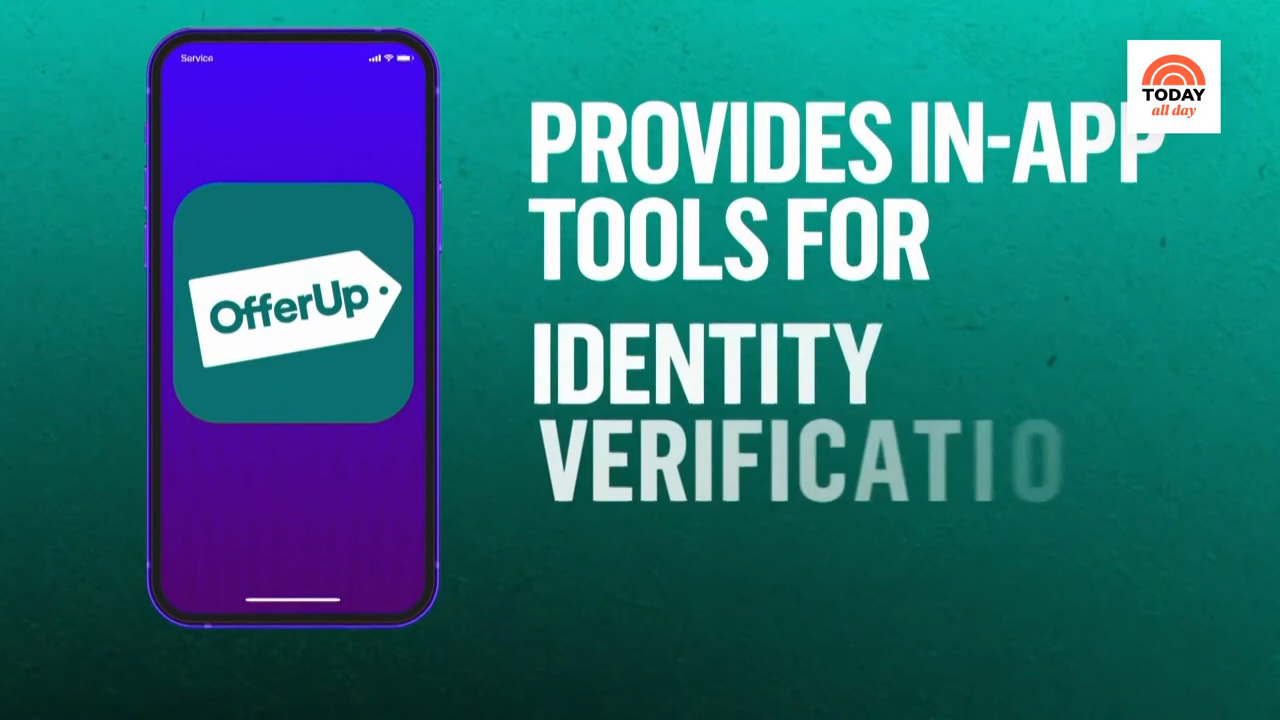 Service
OfferUp
PROVIDES IN-APP
TOOLS FOR
IDENTITY
VERIFICATIO
TODAY
all day